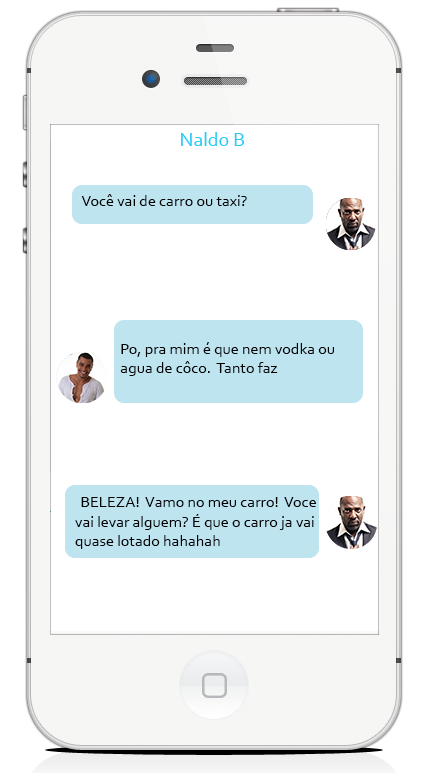 Naldo B
Você vai de carro ou taxi?
Po, pra mim é que nem vodka ou
agua de côco.  Tanto faz
BELEZA!  Vamo no meu carro!  Voce
vai levar alguem? É que o carro ja vai
quase lotado hahahah